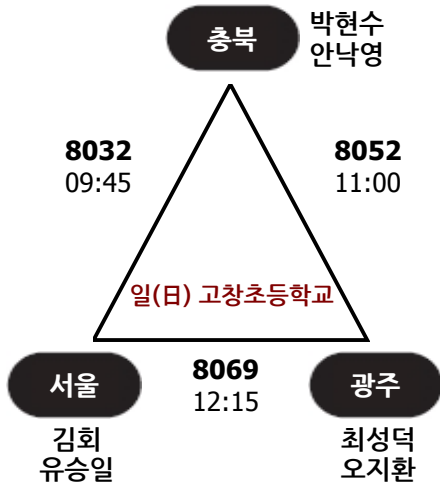 충북
박현수
안낙영
8032
09:45
8052
11:00
일(日) 고창초등학교
서울
8069
12:15
광주
김회
유승일
최성덕
오지환